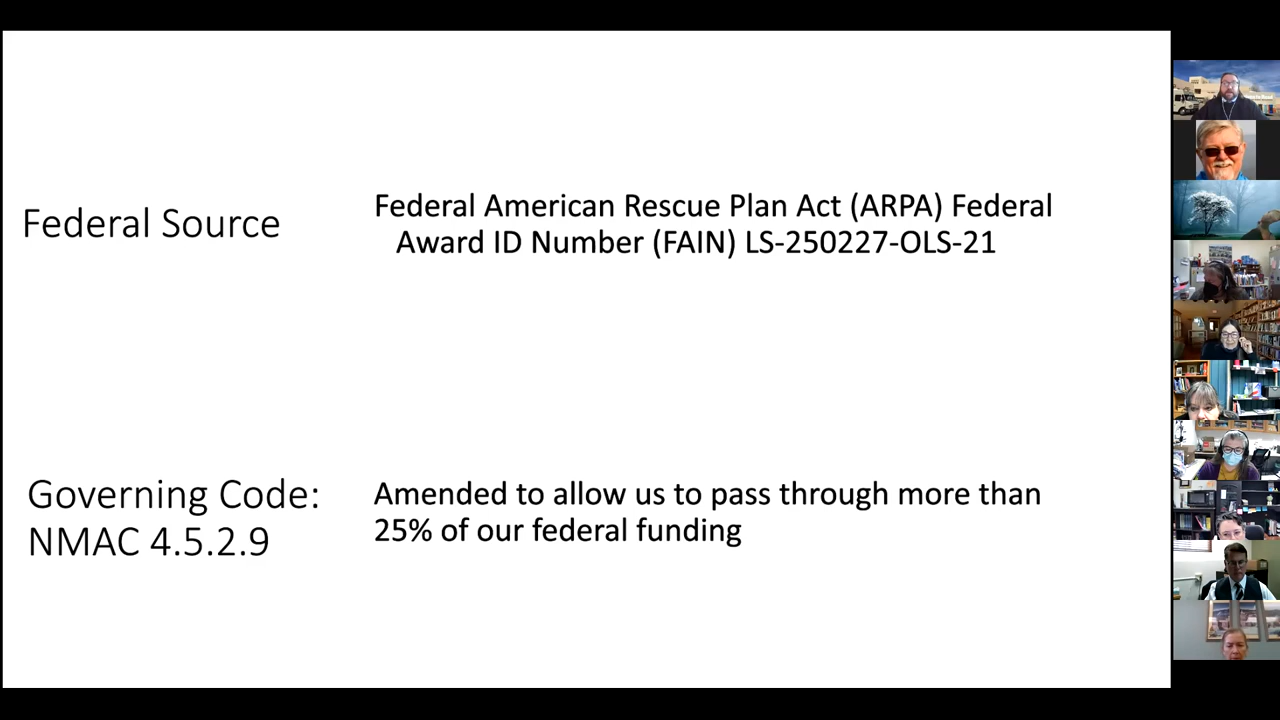 Federal Source
Federal American Rescue Plan Act (ARPA) Federal
Award ID Number (FAIN) LS-250227-OLS-21
Governing Code:
NMAC 4.5.2.9
Amended to allow us to pass through more than
25% of our federal funding